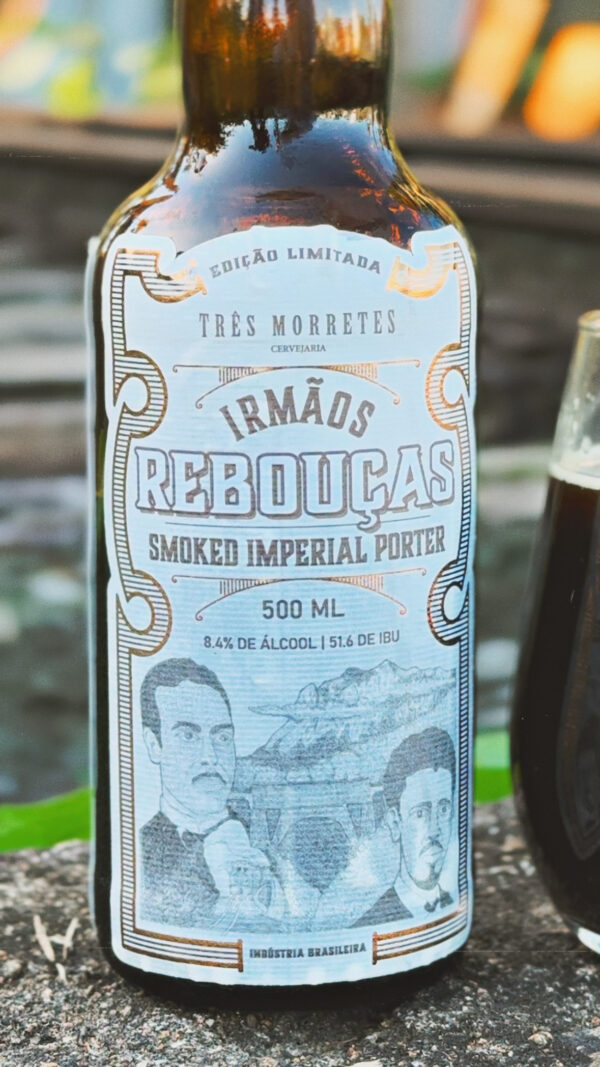 EDIÇÃO LIMITADA
TRÊS MORRETES
CERVEJARIA
IRMÃOS
REBOUÇAS
SMOKED IMPERIAL PORTER
500 ML
8.4% DE ÁLCOOL | 51.6 DE IBU
INDÚSTRIA BRASILEIRA